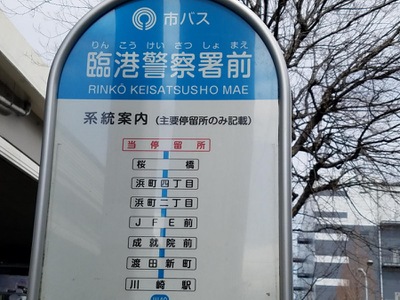 市バス
りんこうけいさつしょまえ
臨港警察署前
RINKŌ KEISATSUSHO MAE
系統案内（主要停留所のみ記載）
当停留所
桜橋
浜町四丁目
浜町二丁目
JFE前
成就院前
渡田新町
川崎駅